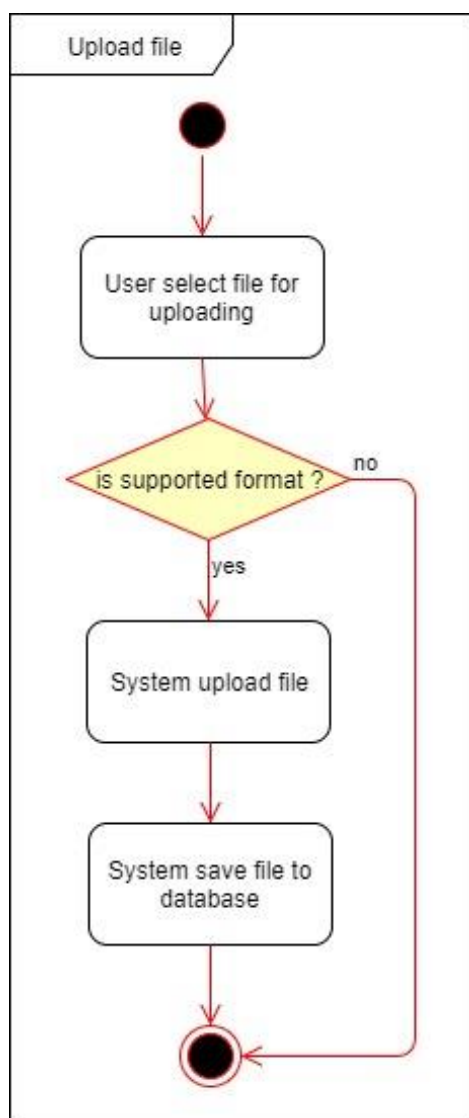 Upload file
User select file for
uploading
is supported format ?
no
yes
System upload file
System save file to
database